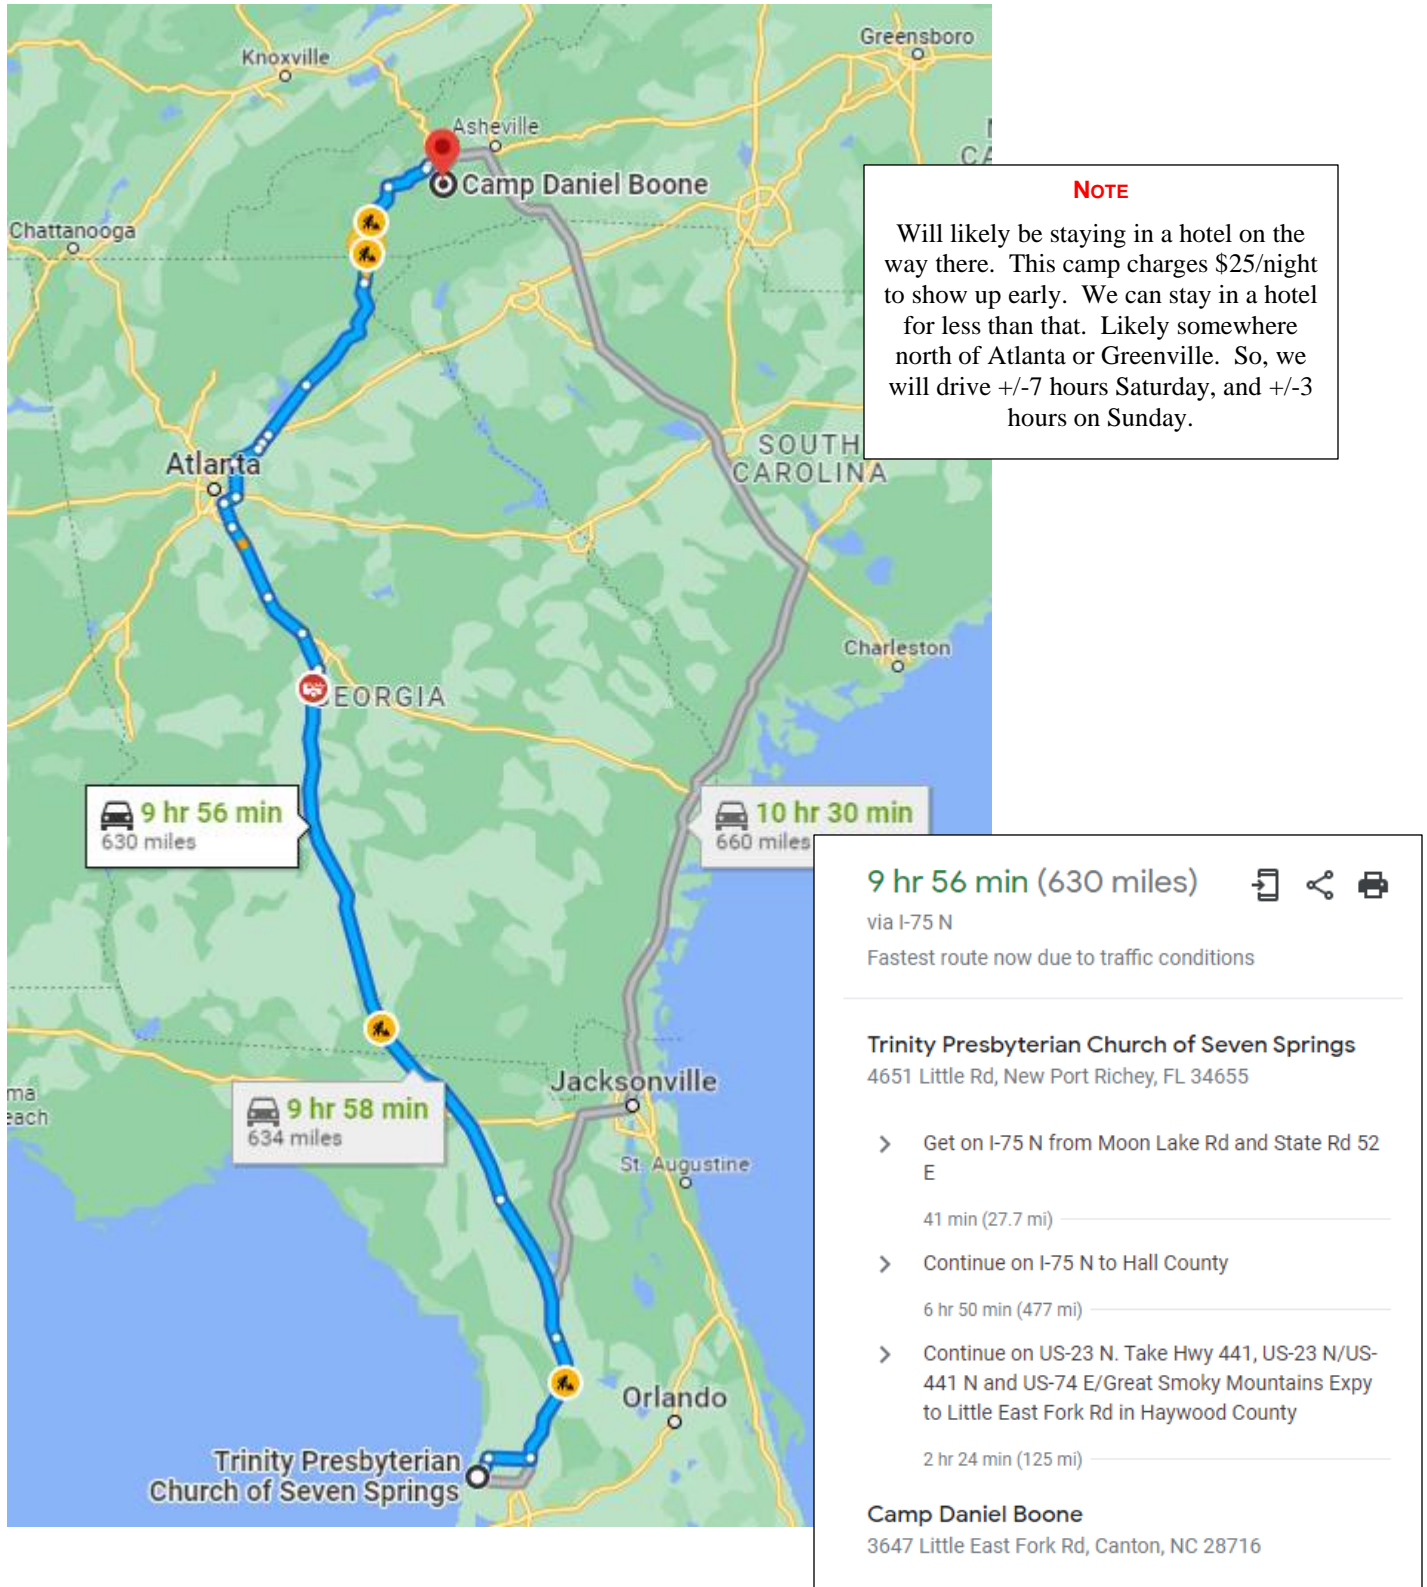 Greensboro
Knoxville
Asheville
Camp Daniel Boone
Chattanooga
CA
NOTE
Will likely be staying in a hotel on the
way there.  This camp charges $25/night
to show up early.  We can stay in a hotel
for less than that.  Likely somewhere
north of Atlanta or Greenville.  So, we
will drive +/-7 hours Saturday, and +/-3
hours on Sunday.
SOUTH
CAROLINA
Atlanta
Charleston
EORGIA
9 hr 56 min
630 miles
10 hr 30 min
660 miles
9 hr 58 min
634 miles
Jacksonville
ma
each
St. Augustine
Orlando
Trinity Presbyterian
Church of Seven Springs
9 hr 56 min (630 miles)
via I-75 N
Fastest route now due to traffic conditions
Trinity Presbyterian Church of Seven Springs
4651 Little Rd, New Port Richey, FL 34655
Get on I-75 N from Moon Lake Rd and State Rd 52
E
41 min (27.7 mi)
Continue on I-75 N to Hall County
6 hr 50 min (477 mi)
Continue on US-23 N. Take Hwy 441, US-23 N/US-
441 N and US-74 E/Great Smoky Mountains Expy
to Little East Fork Rd in Haywood County
2 hr 24 min (125 mi)
Camp Daniel Boone
3647 Little East Fork Rd, Canton, NC 28716